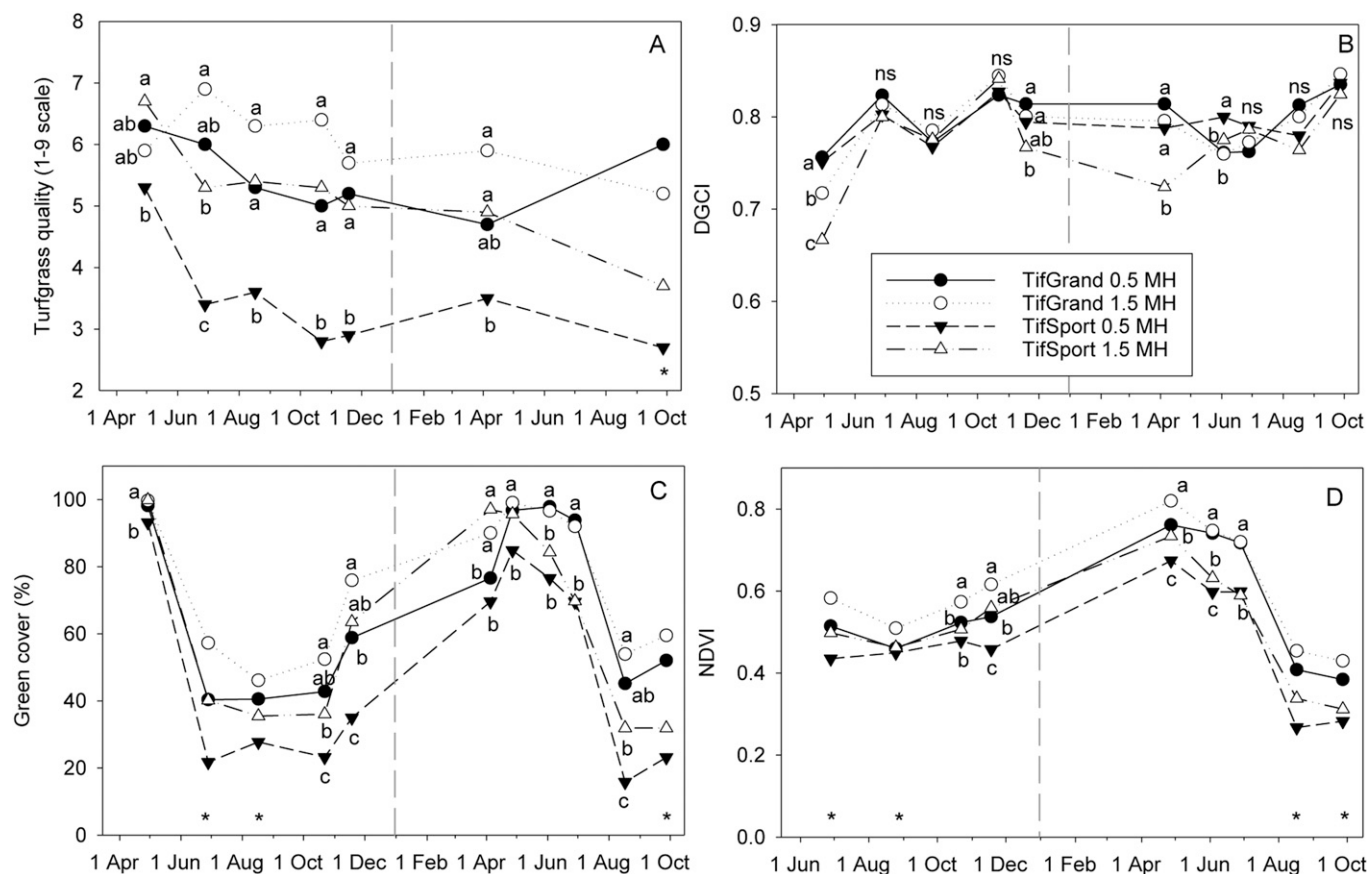 A
Turfgrass quality (1-9 scale)
8
7
6
5
4
3
2
a
ab
ab
b
a
ab
b
c
a
a
b
a
a
b
a
b
a
a
ab
b
*
1 Apr 1 Jun 1 Aug 1 Oct 1 Dec 1 Feb 1 Apr 1 Jun 1 Aug 1 Oct
B
DGCI
0.9
0.8
0.7
0.6
0.5
a
b
c
ns
ns
ns
a
a
ab
b
a
a
b
a
b
b
ns
ns
ns
TifGrand 0.5 MH
TifGrand 1.5 MH
TifSport 0.5 MH
TifSport 1.5 MH
1 Apr 1 Jun 1 Aug 1 Oct 1 Dec 1 Feb 1 Apr 1 Jun 1 Aug 1 Oct
C
Green cover (%)
100
80
60
40
20
0
a
b
*
*
a
ab
b
c
a
ab
b
c
a
a
b
b
a
b
a
b
b
a
b
a
ab
b
c
*
1 Apr 1 Jun 1 Aug 1 Oct 1 Dec 1 Feb 1 Apr 1 Jun 1 Aug 1 Oct
D
NDVI
0.8
0.6
0.4
0.2
0.0
*
*
a
b
b
a
ab
b
c
a
b
c
a
b
c
a
b
*
*
1 Jun 1 Aug 1 Oct 1 Dec 1 Feb 1 Apr 1 Jun 1 Aug 1 Oct